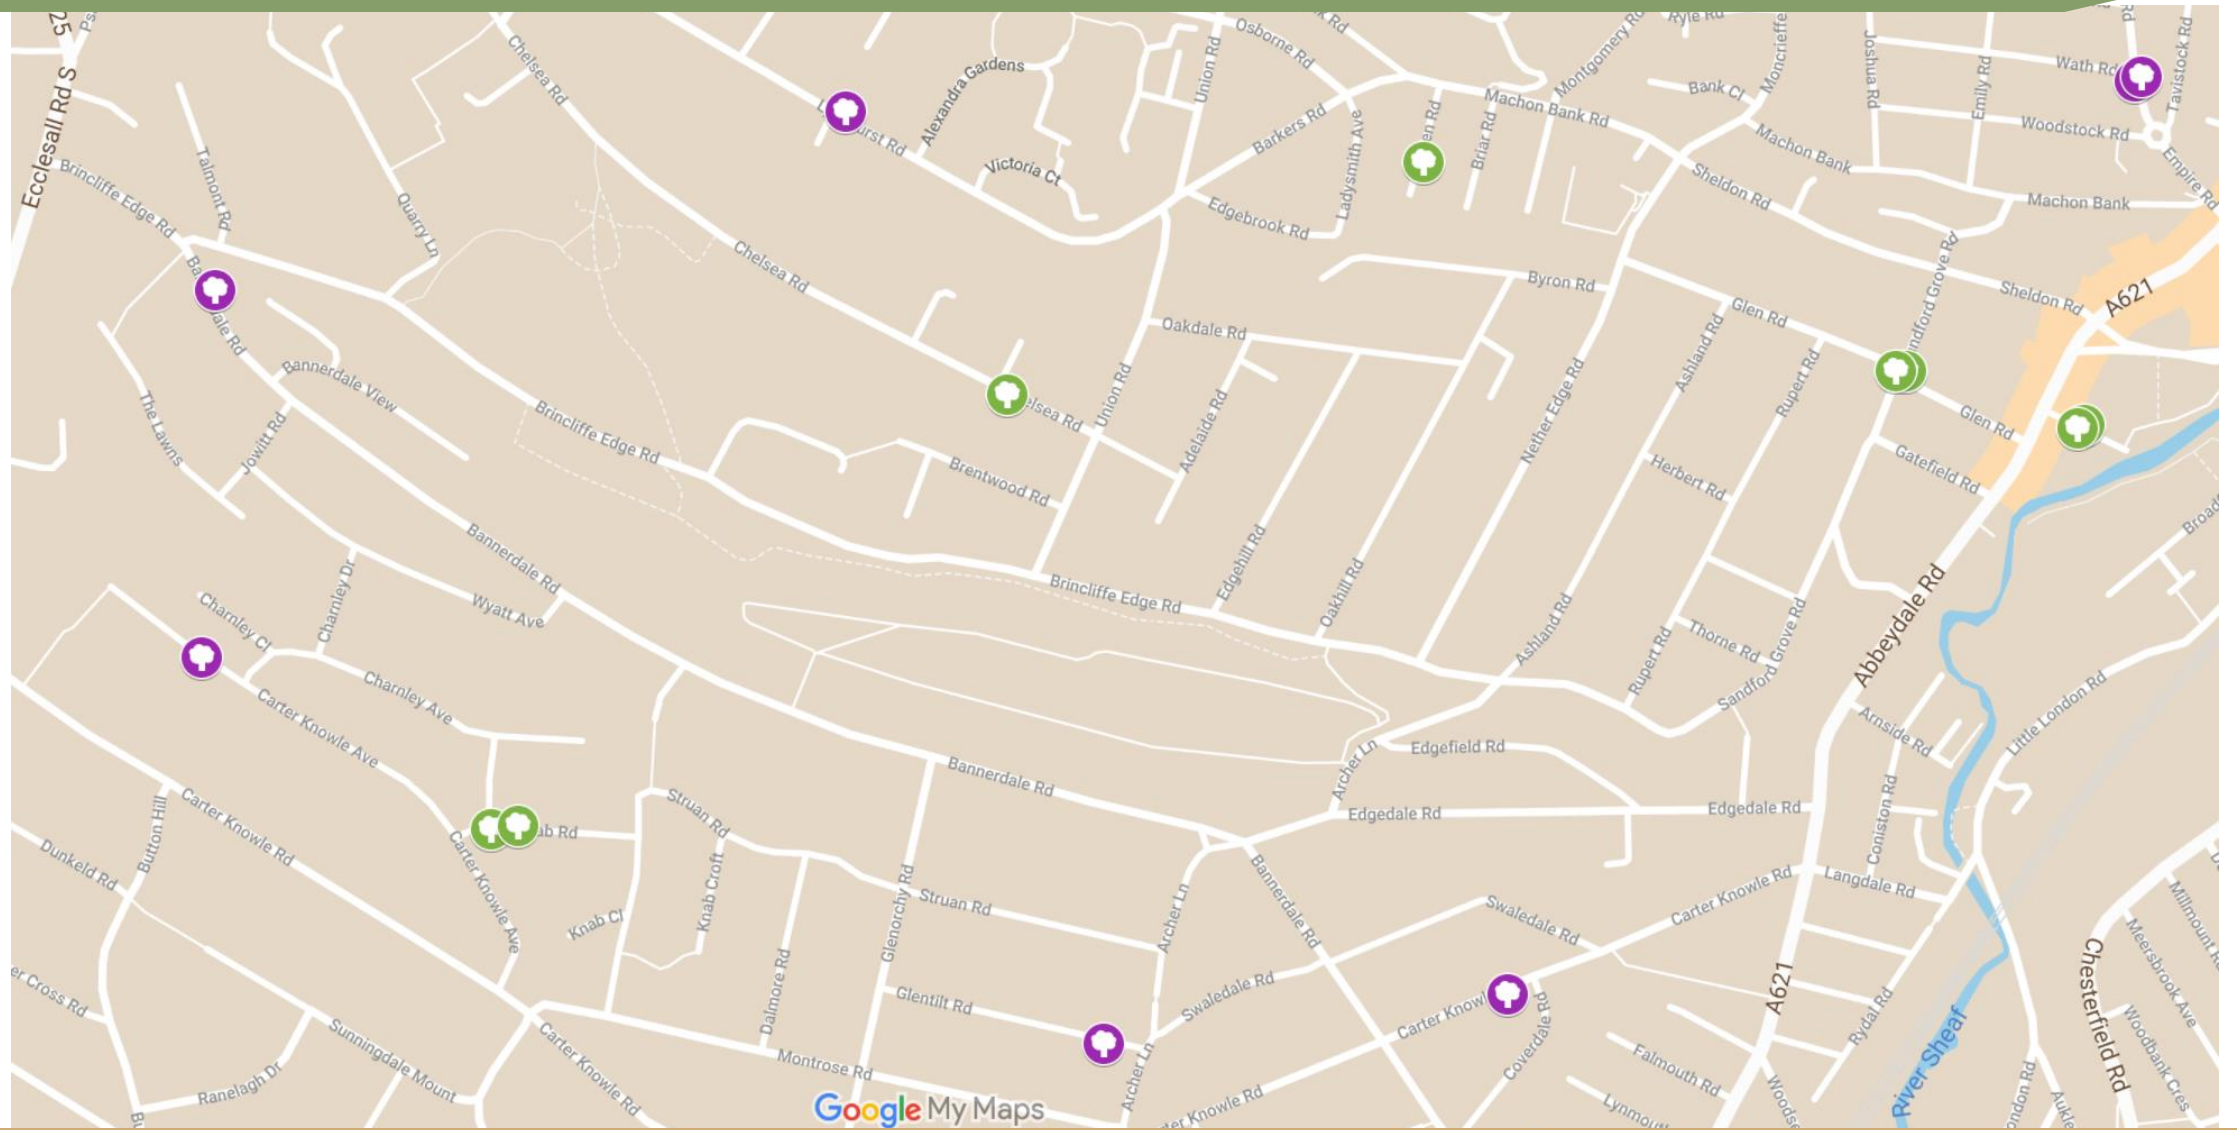 Ecclesall Rd S
Chelsea Rd
Alexandra Gardens
Union Rd
Osborne Rd
Montgomery Rd
Ryle Rd
Moncrieffe
Joshua Rd
Emily Rd
Wath Rd
Tavistock Rd
Rd
Bank Cl
Machon Bank Rd
Barkers Rd
Ladysmith Ave
Briar Rd
Machon Bank
Woodstock Rd
Empire Rd
Brincliffe Edge Rd
Talmont Rd
Quarry Ln
Victoria Ct
Edgebrook Rd
Sheldon Rd
Machon Bank
Chelsea Rd
Byron Rd
Sheldon Rd
A621
Oakdale Rd
Glen Rd
Ashland Rd
Rupert Rd
Bannerdale View
The Lawns
Jowitt Rd
Brincliffe Edge Rd
Union Rd
Adelaide Rd
Nether Edge Rd
Glen Rd
Brentwood Rd
Herbert Rd
Gatefield Rd
Bannerdale Rd
Edgehill Rd
Oakhill Rd
Brincliffe Edge Rd
Abbeydale Rd
Charnley Dr
Charnley Cl
Wyatt Ave
Ashland Rd
Rupert Rd
Thorne Rd
Sandford Grove Rd
Charnley Ave
Carter Knowle Ave
Little London Rd
Arnside Rd
Archer Ln
Edgefield Rd
Bannerdale Rd
Edgedale Rd
Edgedale Rd
Coniston Rd
Button Hill
Carter Knowle Rd
Struan Rd
Dunkeld Rd
Carter Knowle Ave
Knab Croft
Knab Cl
Glenorchy Rd
Struan Rd
Archer Ln
Bannerdale Rd
Swaledale Rd
Carter Knowle Rd
Langdale Rd
Millmount Rd
Meersbrook Ave
Chesterfield Rd
Dalmore Rd
Glentilt Rd
Swaledale Rd
A621
Rydal Rd
River Sheaf
Sunningdale Mount
Ranelagh Dr
Carter Knowle Rd
Montrose Rd
Archer Ln
Coverdale Rd
Falmouth Rd
Woodbank Cres
Google My Maps